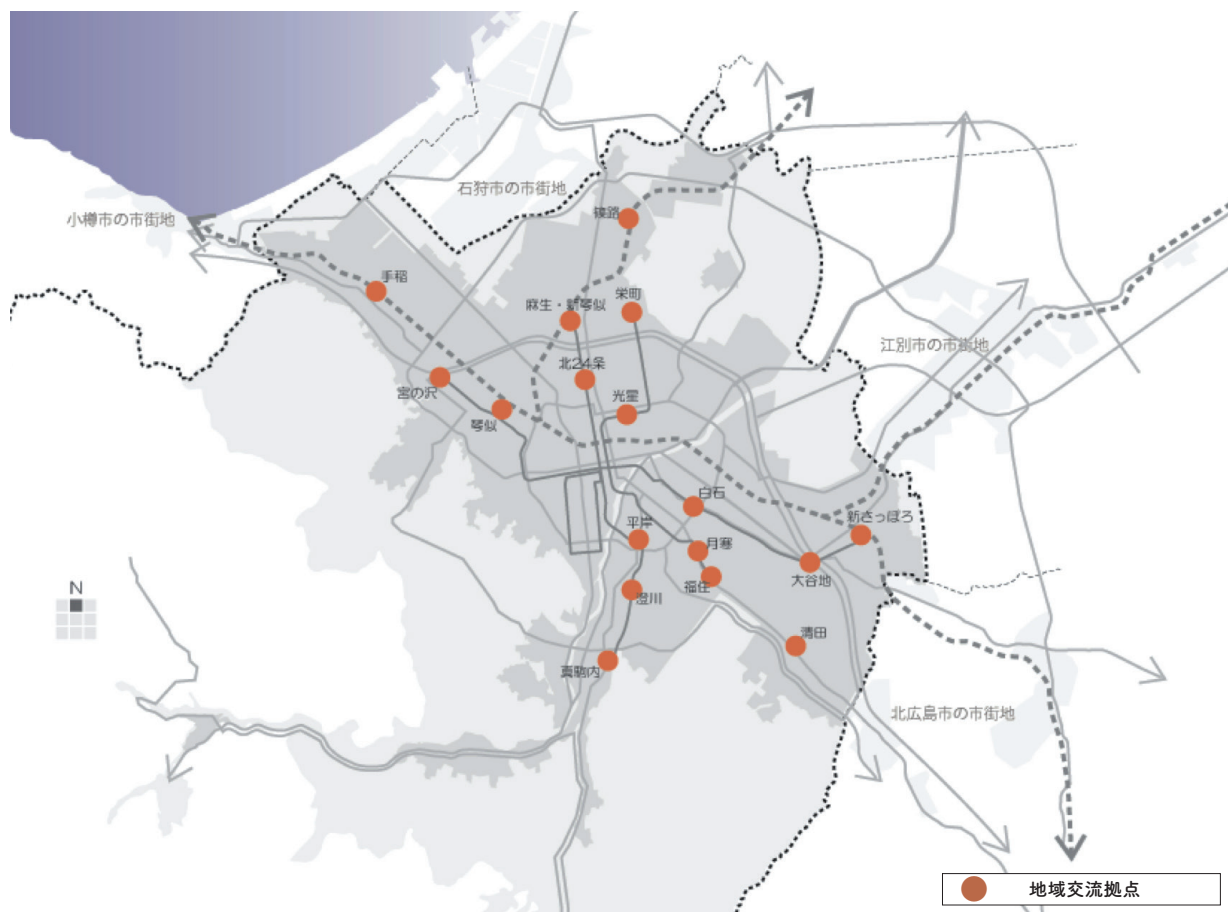 石狩市の市街地
小樽市の市街地
篠路
手稲
麻生・新琴似
栄町
江別市の市街地
北24条
宮の沢
光星
琴似
白石
新さっぽろ
平岸
月寒
大谷地
福住
澄川
N
清田
真駒内
北広島市の市街地
地域交流拠点